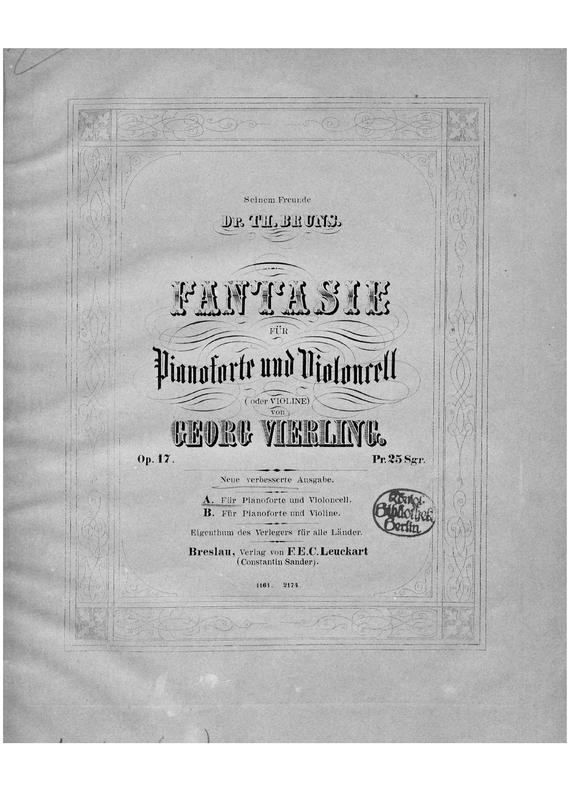 Seinem Freunde
Dr. TH. BRUNS.
FANTASIE
FÜR
Pianoforte und Violoncell
(oder VIOLINE)
von
GEORG VIERLING.
Op. 17. Pr. 25 Sgr.
Neue verbesserte Ausgabe.
A. Für Pianoforte und Violoncell.
B. Für Pianoforte und Violine.
Königl.
Bibliothek
Berlin
Eigenthum des Verlegers für alle Länder.
Breslau, Verlag von F. E. C. Leuckart
(Constantin Sander).
1161. 2174.